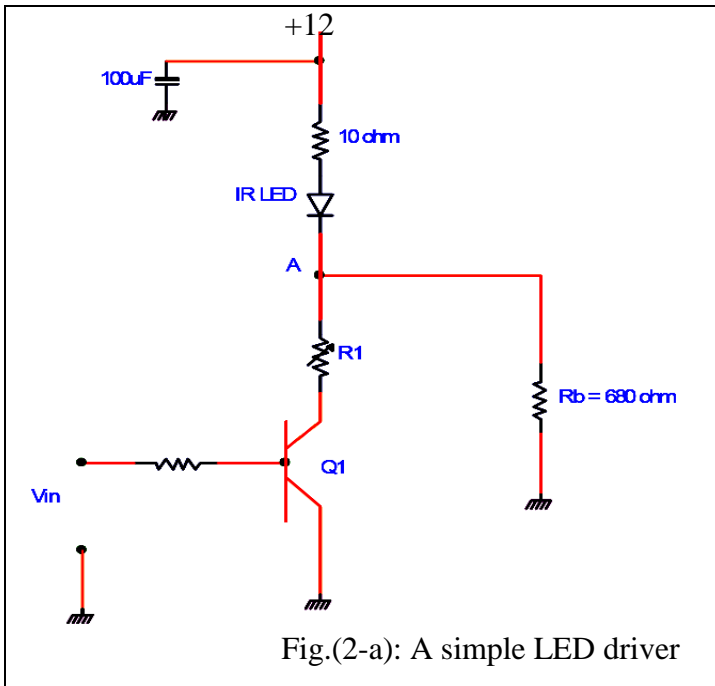 +12
100uF
10 ohm
IR LED
A
R1
Rb = 680 ohm
Q1
Vin
Fig.(2-a): A simple LED driver